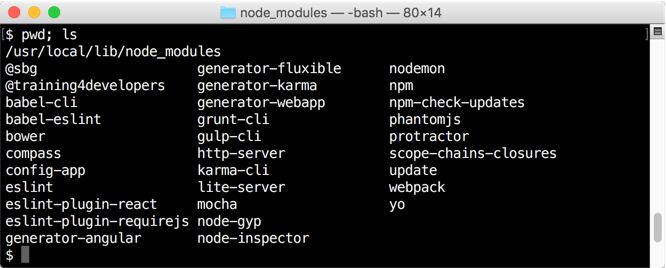 node_modules — -bash — 80×14
$ pwd; ls
/usr/local/lib/node_modules
@sbg generator-fluxible nodemon
@training4developers generator-karma npm
babel-cli generator-webapp npm-check-updates
babel-eslint grunt-cli phantomjs
bower gulp-cli protractor
compass http-server scope-chains-closures
config-app karma-cli update
eslint lite-server webpack
eslint-plugin-react mocha yo
eslint-plugin-requirejs node-gyp
generator-angular node-inspector
$